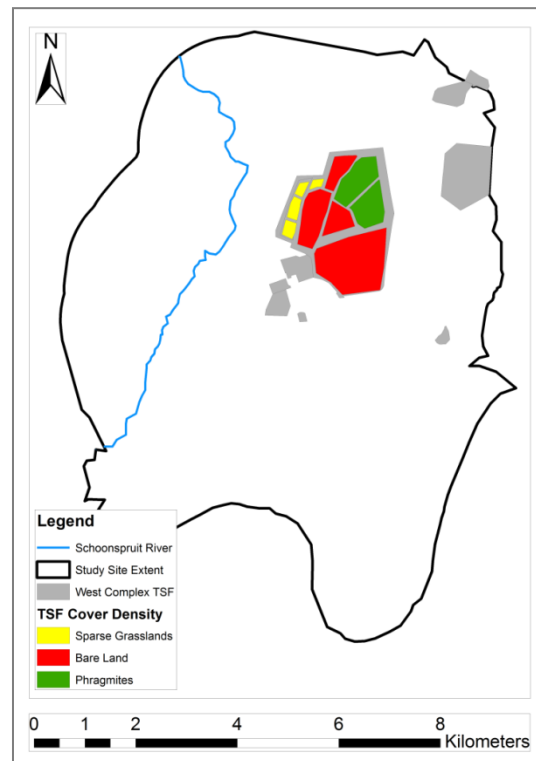 N
Legend
Schoonspruit River
Study Site Extent
West Complex TSF
TSF Cover Density
Sparse Grasslands
Bare Land
Phragmites
0 1 2 4 6 8
Kilometers